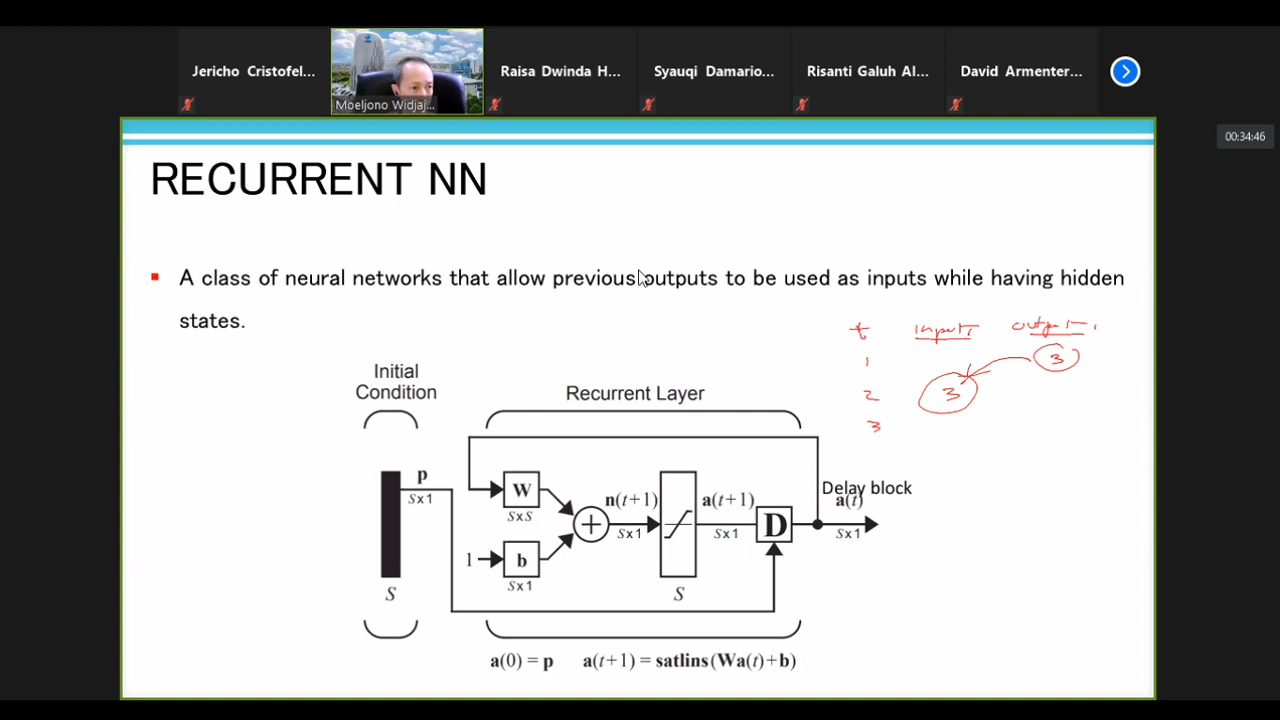 Jericho Cristofel...
Moeljono Widjaj...
Raisa Dwinda H...
Syauqi Damario...
Risanti Galuh Al...
David Armenter...
00:34:46
RECURRENT NN
A class of neural networks that allow previous outputs to be used as inputs while having hidden
states.
t input, output
1 3
2 3
3
Initial
Condition
Recurrent Layer
p
S x 1
S
W
S x S
1
b
S x 1
+
n(t+1)
S x 1
S
a(t+1)
S x 1
D
Delay block
a(t)
S x 1
a(0) = p a(t+1) = satlins(Wa(t)+b)